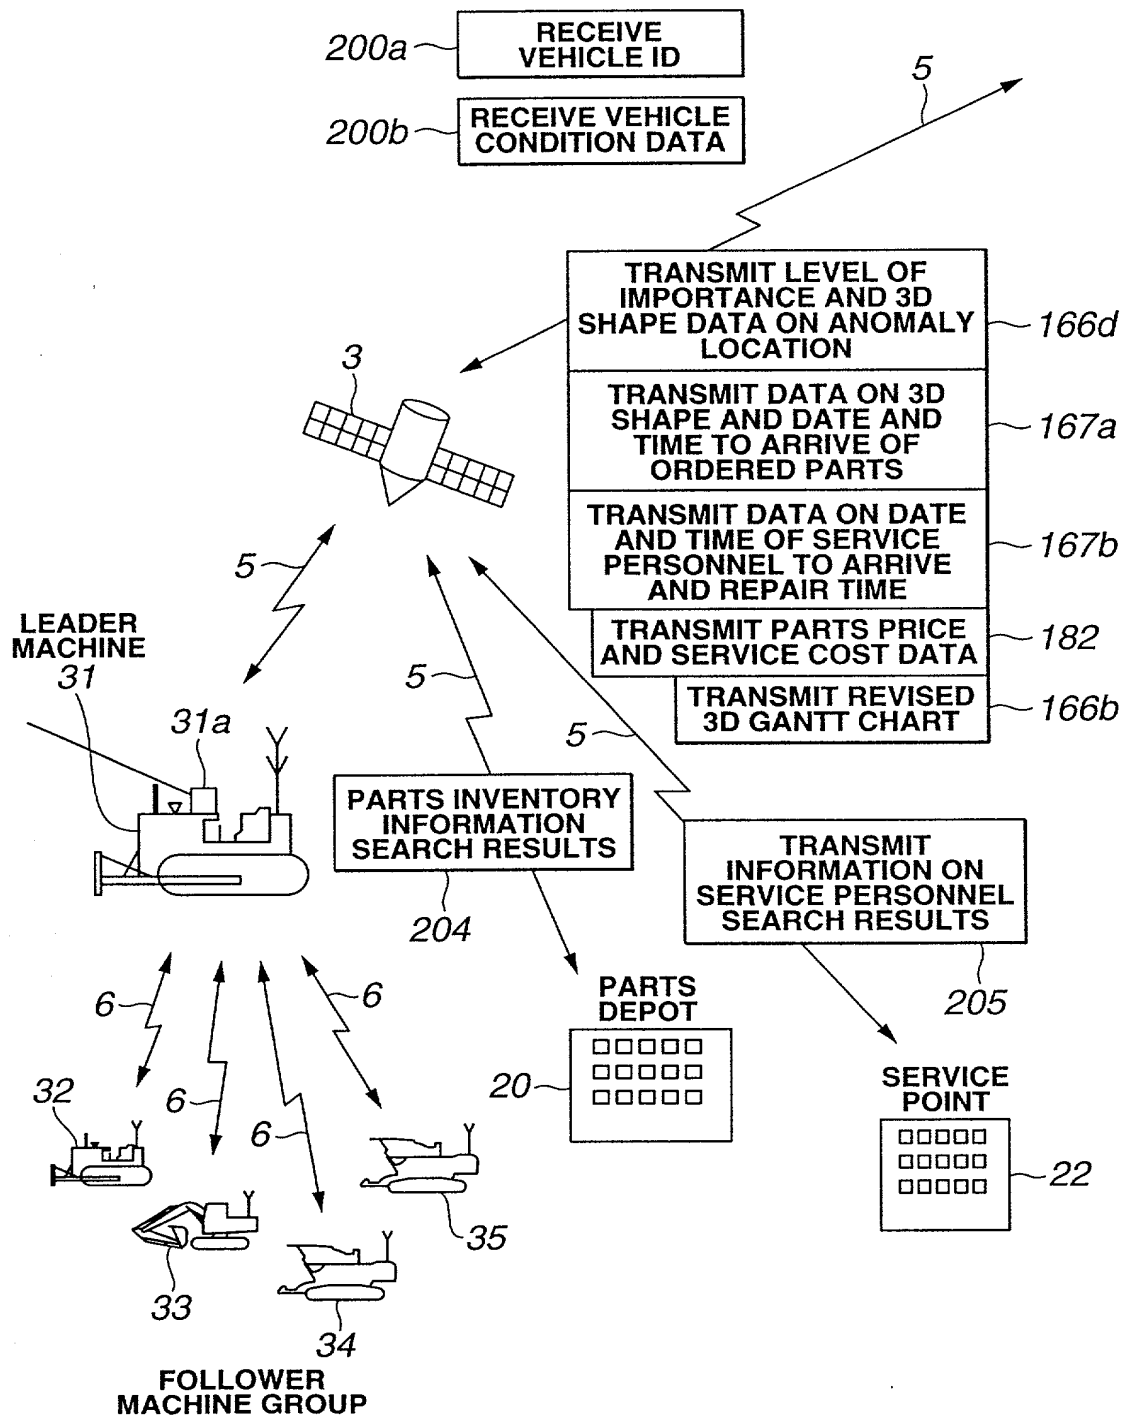 200a
RECEIVE
VEHICLE ID
200b
RECEIVE VEHICLE
CONDITION DATA
5
TRANSMIT LEVEL OF
IMPORTANCE AND 3D
SHAPE DATA ON ANOMALY
LOCATION
166d
3
TRANSMIT DATA ON 3D
SHAPE AND DATE AND
TIME TO ARRIVE OF
ORDERED PARTS
167a
TRANSMIT DATA ON DATE
AND TIME OF SERVICE
PERSONNEL TO ARRIVE
AND REPAIR TIME
167b
5
TRANSMIT PARTS PRICE
AND SERVICE COST DATA
182
TRANSMIT REVISED
3D GANTT CHART
166b
LEADER
MACHINE
31
31a
5
5
PARTS INVENTORY
INFORMATION
SEARCH RESULTS
204
TRANSMIT
INFORMATION ON
SERVICE PERSONNEL
SEARCH RESULTS
205
6
6
6
6
PARTS
DEPOT
20
SERVICE
POINT
22
32
33
34
35
FOLLOWER
MACHINE GROUP